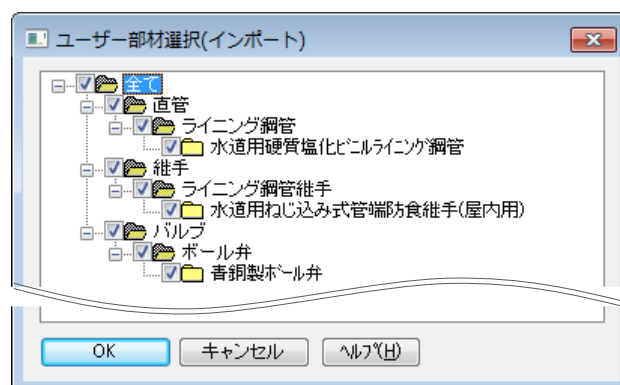 ユーザー部材選択(インポート)
全て
直管
ライニング鋼管
水道用硬質塩化ﾋﾞﾆﾙﾗｲﾆﾝｸﾞ鋼管
継手
ライニング鋼管継手
水道用ねじ込み式管端防食継手(屋内用)
バルブ
ボール弁
青銅製ﾎﾞｰﾙ弁
OK
キャンセル
ﾍﾙﾌﾟ(H)